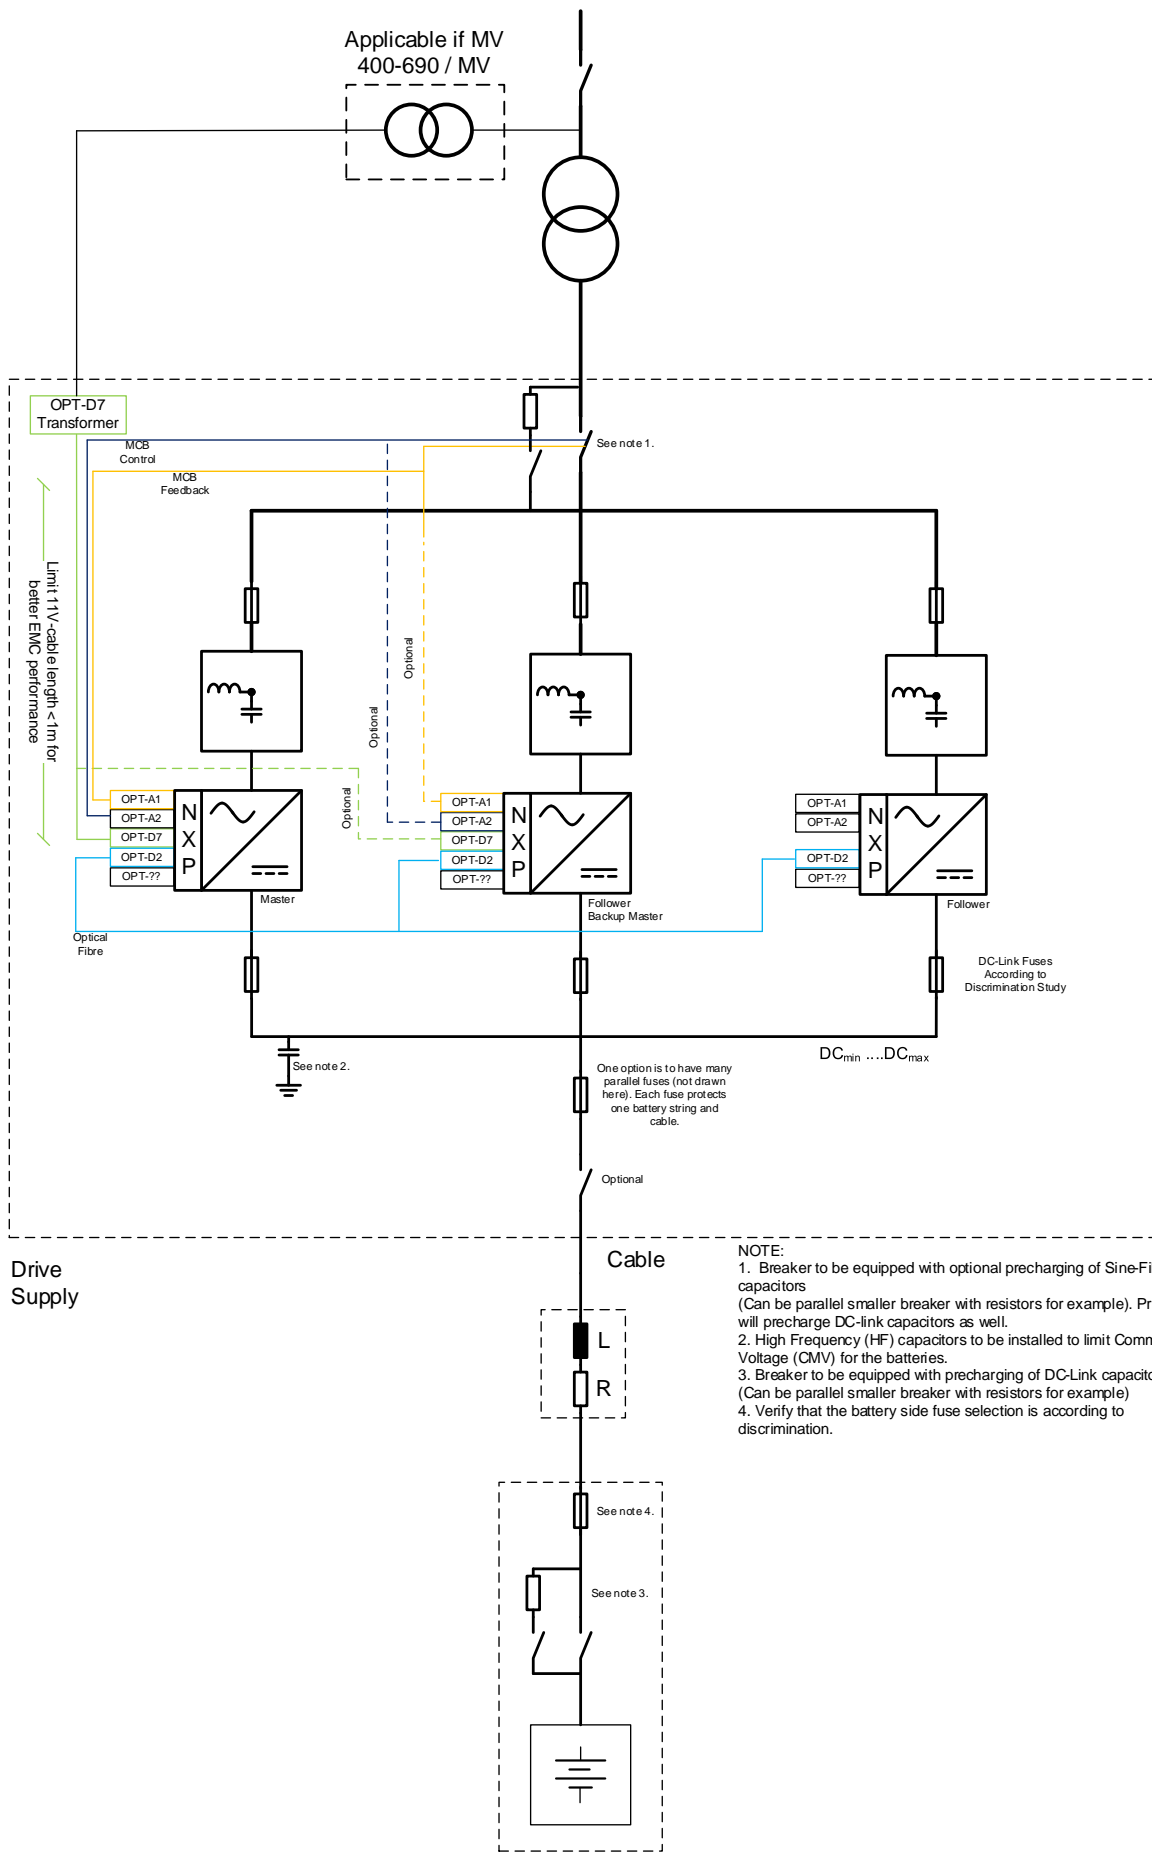 Applicable if MV
400-690 / MV
OPT-D7
Transformer
MCB
Control
MCB
Feedback
See note 1.
Limit 11V-cable length <1m for
better EMC performance
Optional
Optional
Optional
OPT-A1
OPT-A2
OPT-D7
OPT-D2
OPT-??
N
X
P
Master
OPT-A1
OPT-A2
OPT-D7
OPT-D2
OPT-??
N
X
P
Follower
Backup Master
OPT-A1
OPT-A2
OPT-D2
OPT-??
N
X
P
Follower
Optical
Fibre
DC-Link Fuses
According to
Discrimination Study
See note 2.
DCmin ....DCmax
One option is to have many
parallel fuses (not drawn
here). Each fuse protects
one battery string and
cable.
Optional
Drive
Supply
Cable
NOTE:
1. Breaker to be equipped with optional precharging of Sine-Fi
capacitors
(Can be parallel smaller breaker with resistors for example). Pr
will precharge DC-link capacitors as well.
2. High Frequency (HF) capacitors to be installed to limit Comm
Voltage (CMV) for the batteries.
3. Breaker to be equipped with precharging of DC-Link capacito
(Can be parallel smaller breaker with resistors for example)
4. Verify that the battery side fuse selection is according to
discrimination.
L
R
See note 4.
See note 3.